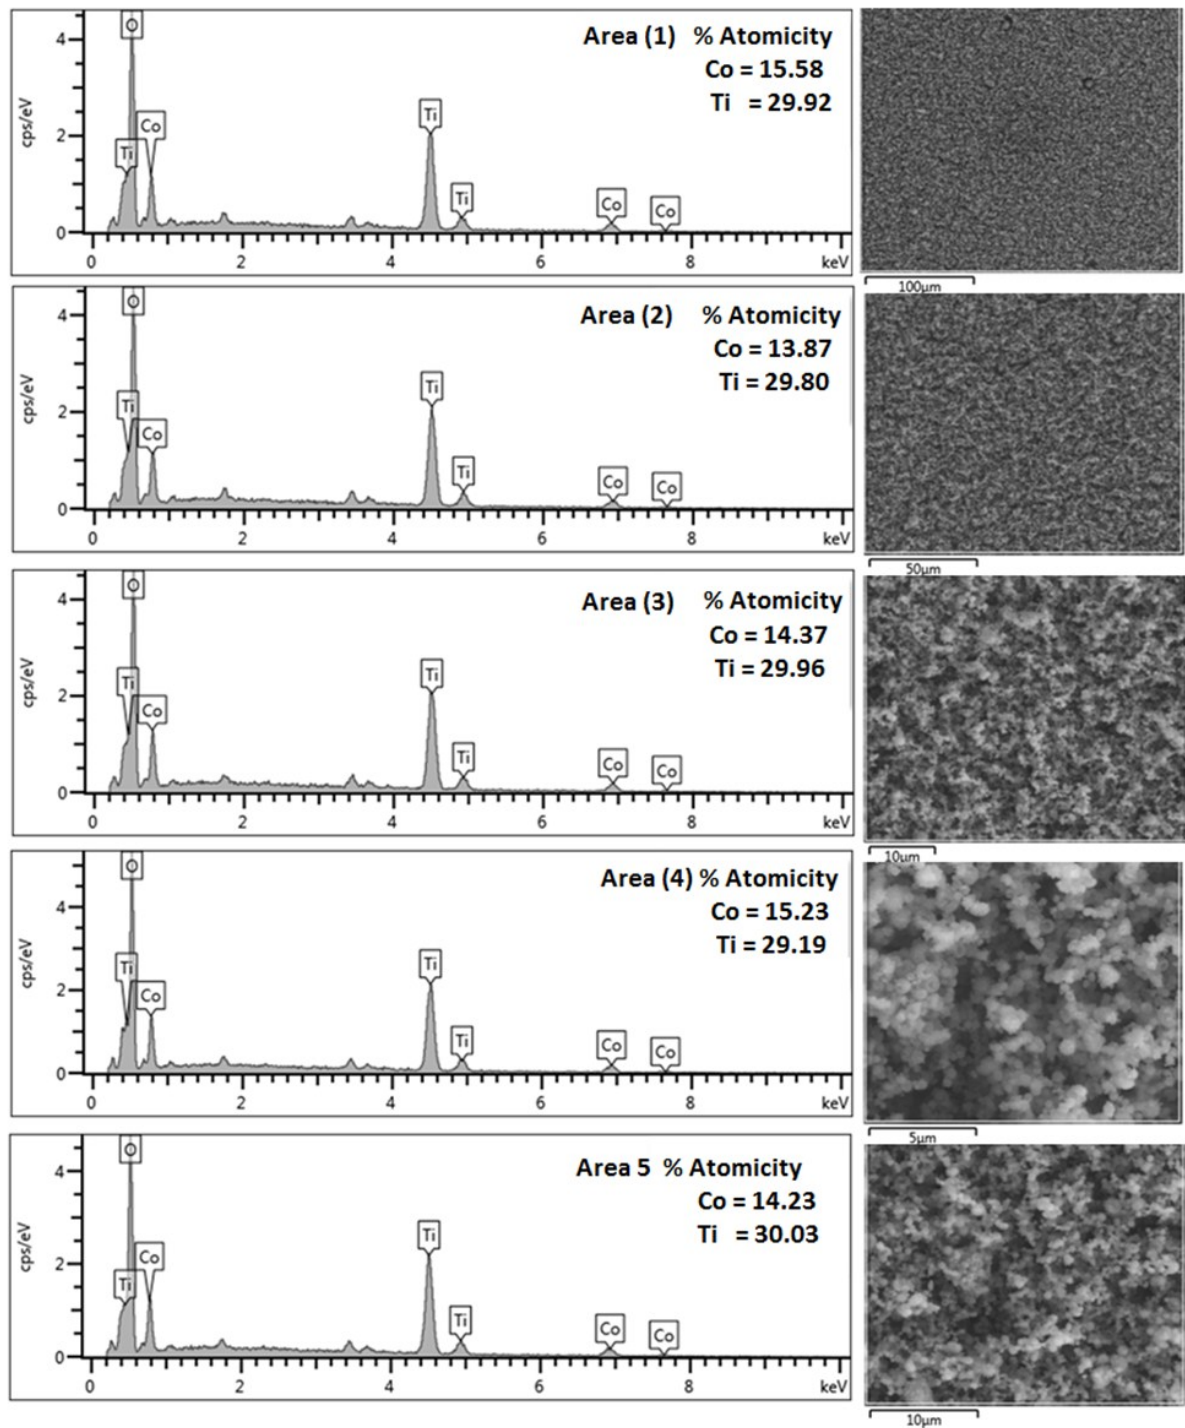 Area (1) % Atomicity
Co = 15.58
Ti = 29.92
cps/eV
4
2
0
O
Ti
Co
Ti
Ti
Co
Co
0 2 4 6 8 keV
100µm
Area (2) % Atomicity
Co = 13.87
Ti = 29.80
cps/eV
4
2
0
O
Ti
Co
Ti
Ti
Co
Co
0 2 4 6 8 keV
50µm
Area (3) % Atomicity
Co = 14.37
Ti = 29.96
cps/eV
4
2
0
O
Ti
Co
Ti
Ti
Co
Co
0 2 4 6 8 keV
10µm
Area (4) % Atomicity
Co = 15.23
Ti = 29.19
cps/eV
4
2
0
O
Ti
Co
Ti
Ti
Co
Co
0 2 4 6 8 keV
5µm
Area 5 % Atomicity
Co = 14.23
Ti = 30.03
cps/eV
4
2
0
O
Ti
Co
Ti
Ti
Co
Co
0 2 4 6 8 keV
10µm